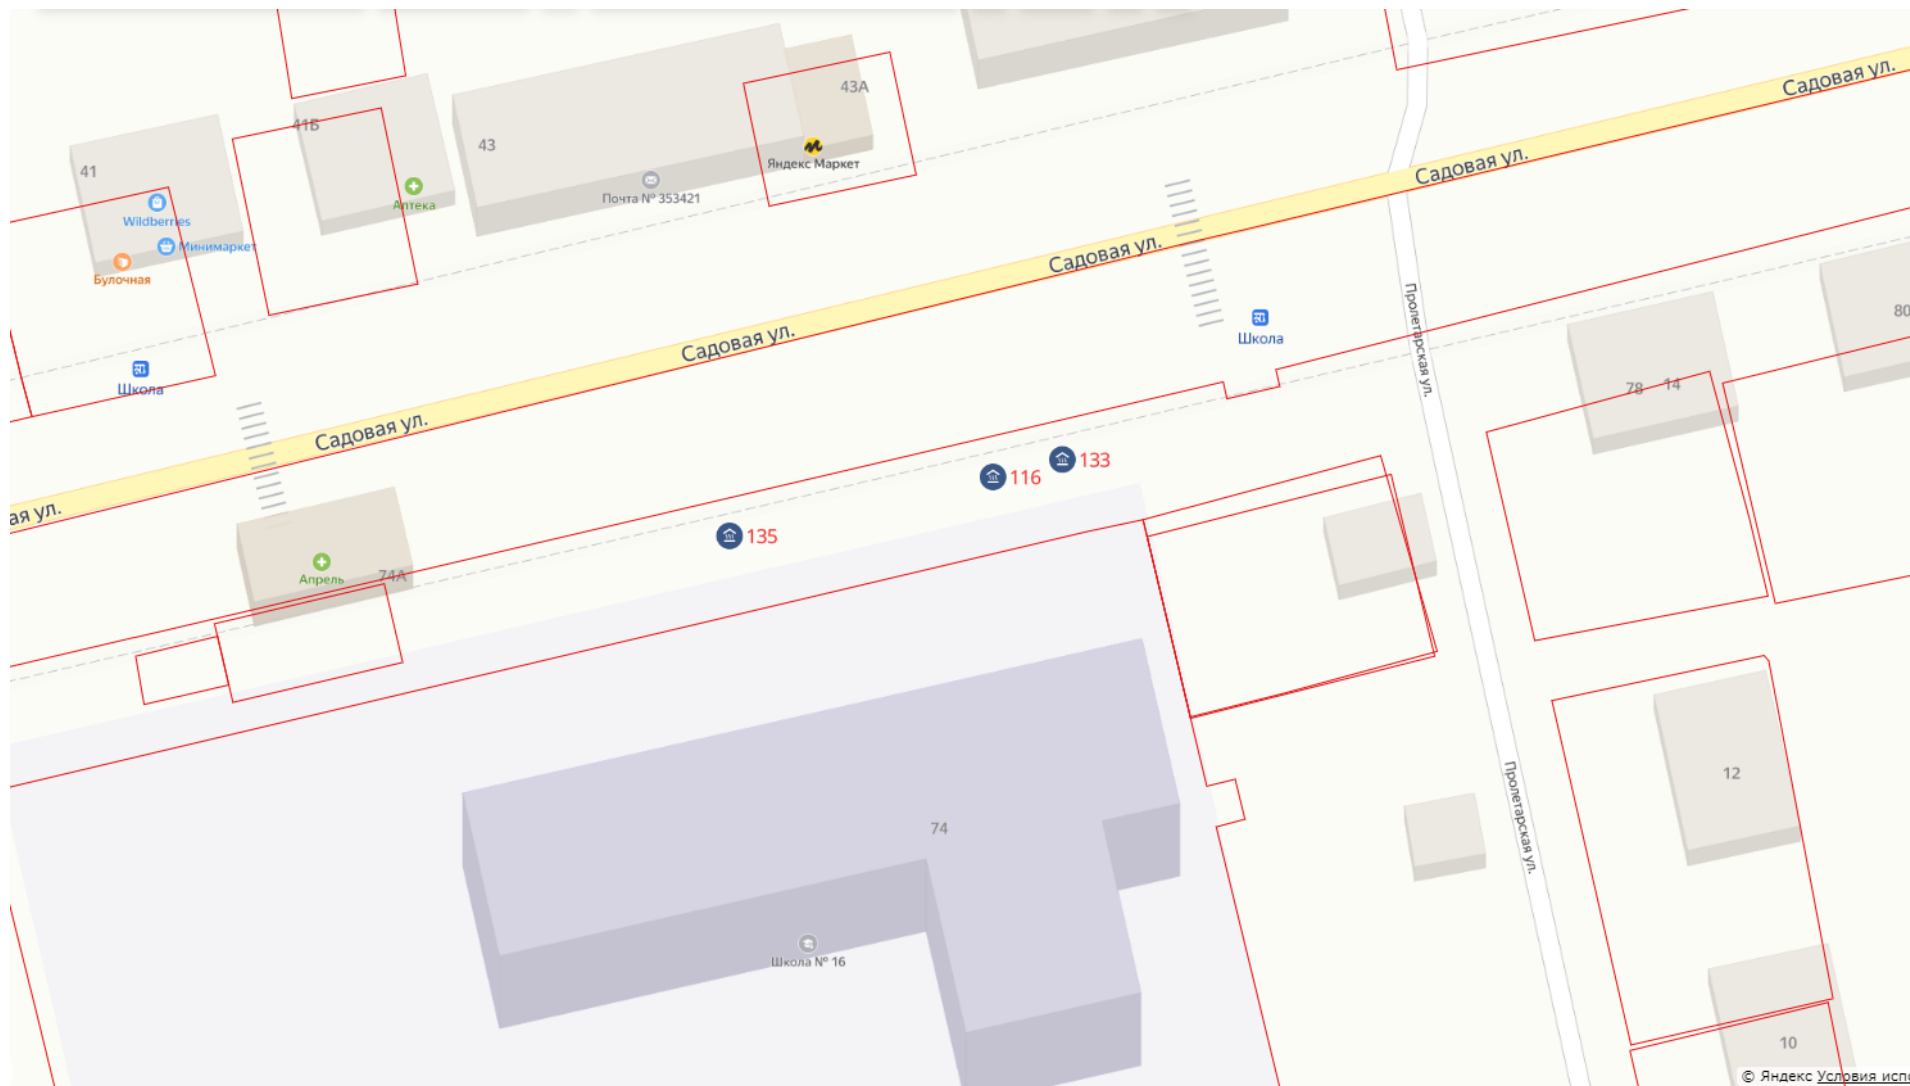 43А
Садовая ул.
41Б
43
Яндекс Маркет
Садовая ул.
41
Почта № 353421
Аптека
Wildberries
Минимаркет
Садовая ул.
Булочная
80
Школа
Пролетарская ул.
Садовая ул.
Школа
78
14
Садовая ул.
133
116
ая ул.
135
Апрель
74А
12
74
Пролетарская ул.
Школа № 16
10
© Яндекс Условия испо